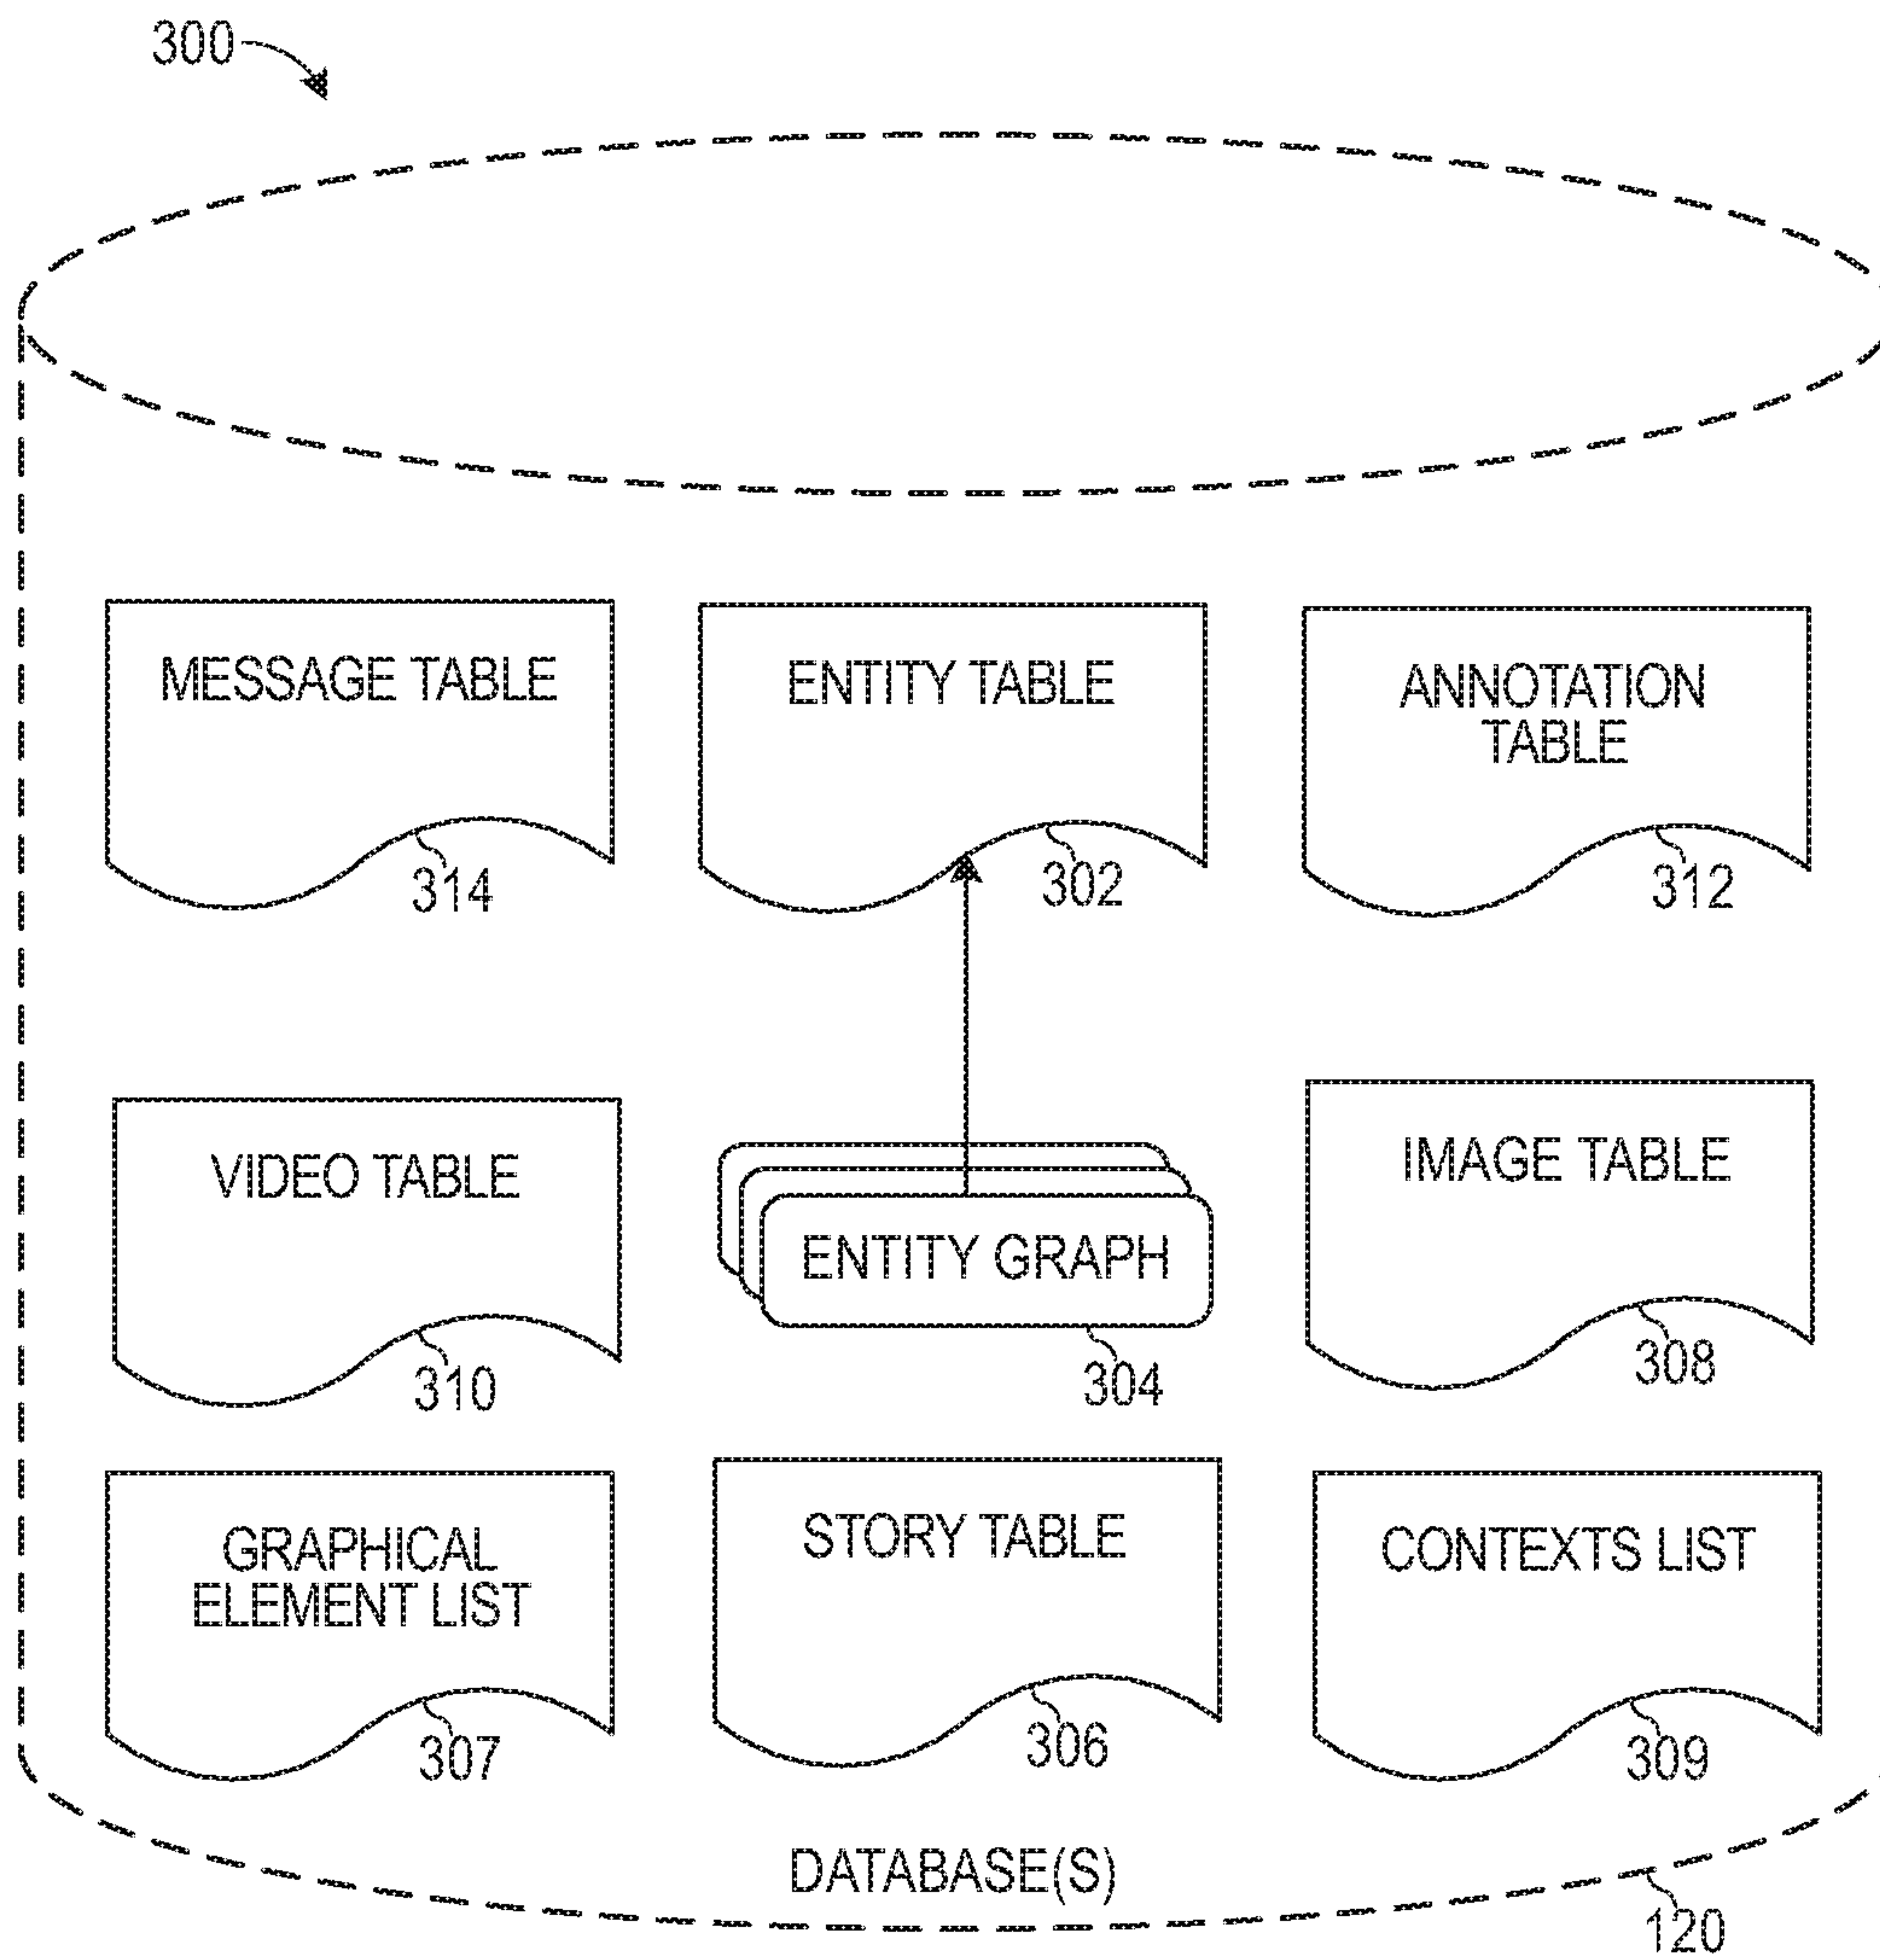 300
MESSAGE TABLE
314
ENTITY TABLE
302
ANNOTATION
TABLE
312
VIDEO TABLE
310
ENTITY GRAPH
304
IMAGE TABLE
308
GRAPHICAL
ELEMENT LIST
307
STORY TABLE
306
CONTEXTS LIST
309
DATABASE(S)
120